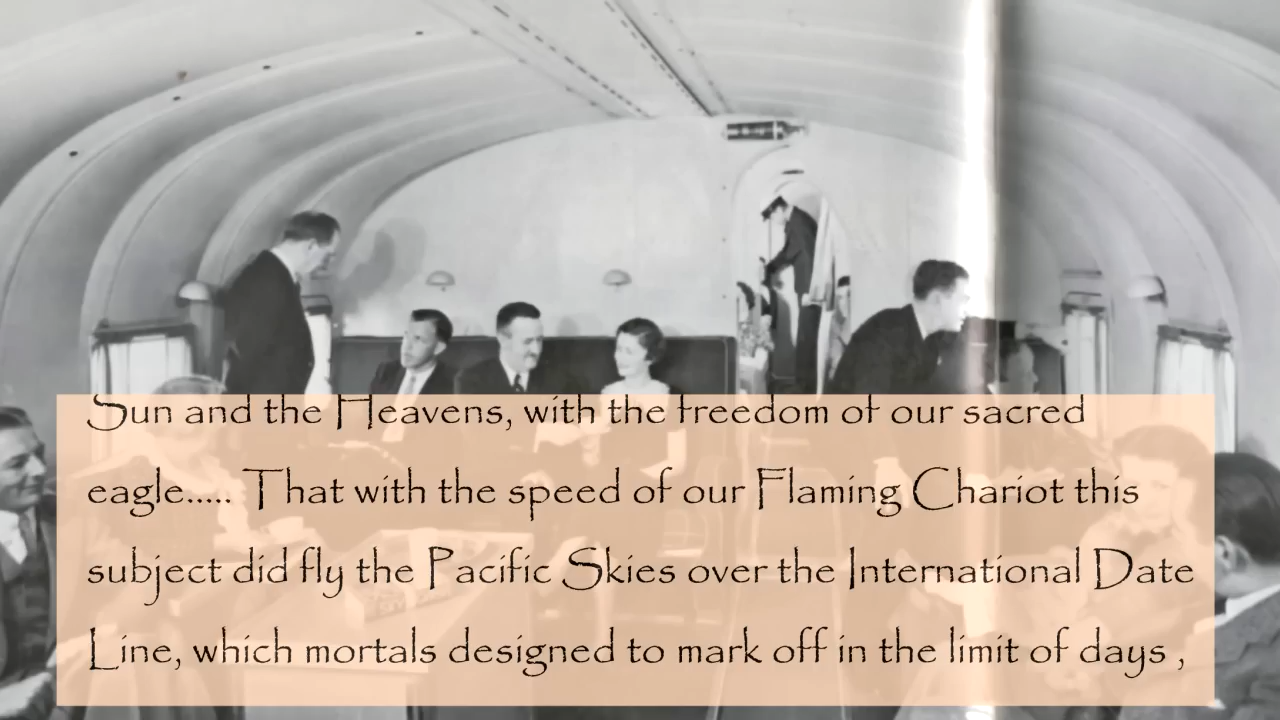 Sun and the Heavens, with the freedom of our sacred
eagle..... That with the speed of our Flaming Chariot this
subject did fly the Pacific Skies over the International Date
Line, which mortals designed to mark off in the limit of days ,